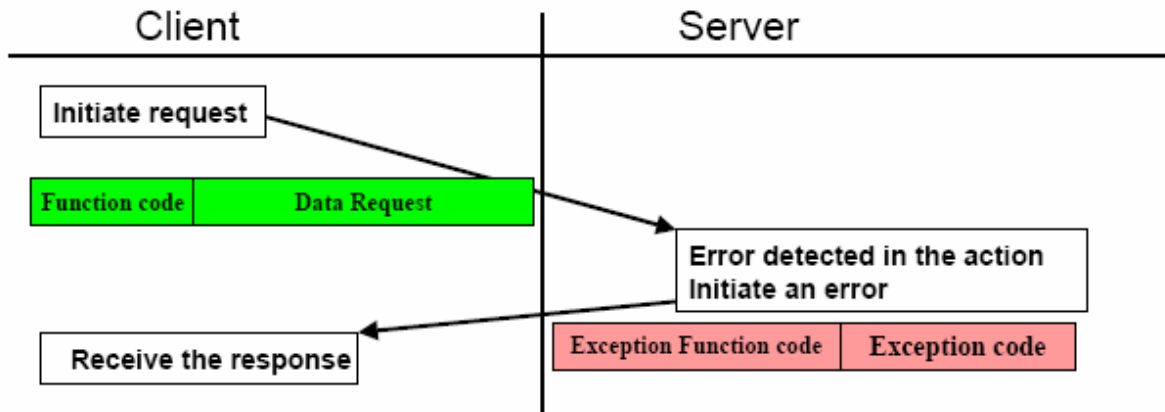 Client
Server
Initiate request
Function code
Data Request
Error detected in the action
Initiate an error
Exception Function code
Exception code
Receive the response